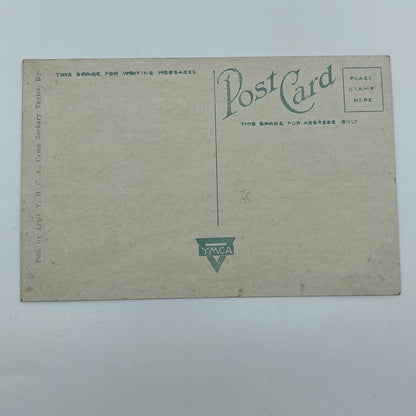 THIS SPACE FOR WRITING MESSAGES
Post Card
THIS SPACE FOR ADDRESS ONLY
PLACE
STAMP
HERE
Pub. by Army Y. M. C. A., Camp Zachary Taylor, Ky.
YMCA